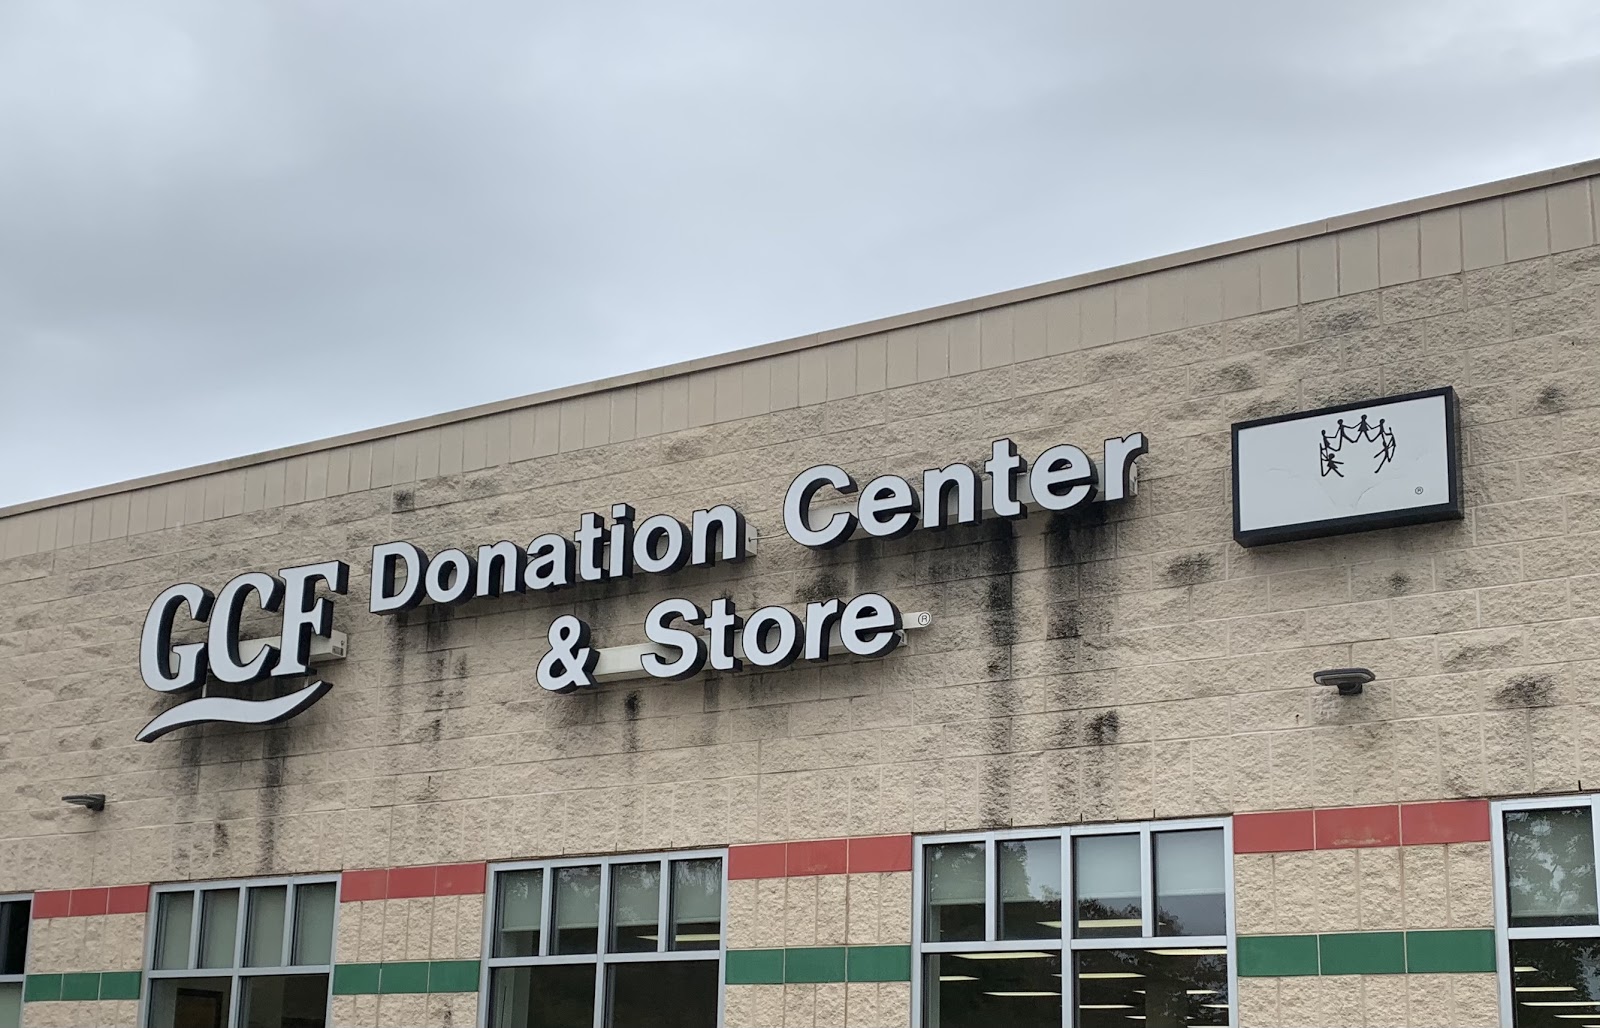 GCF Donation Center
& Store ®
®